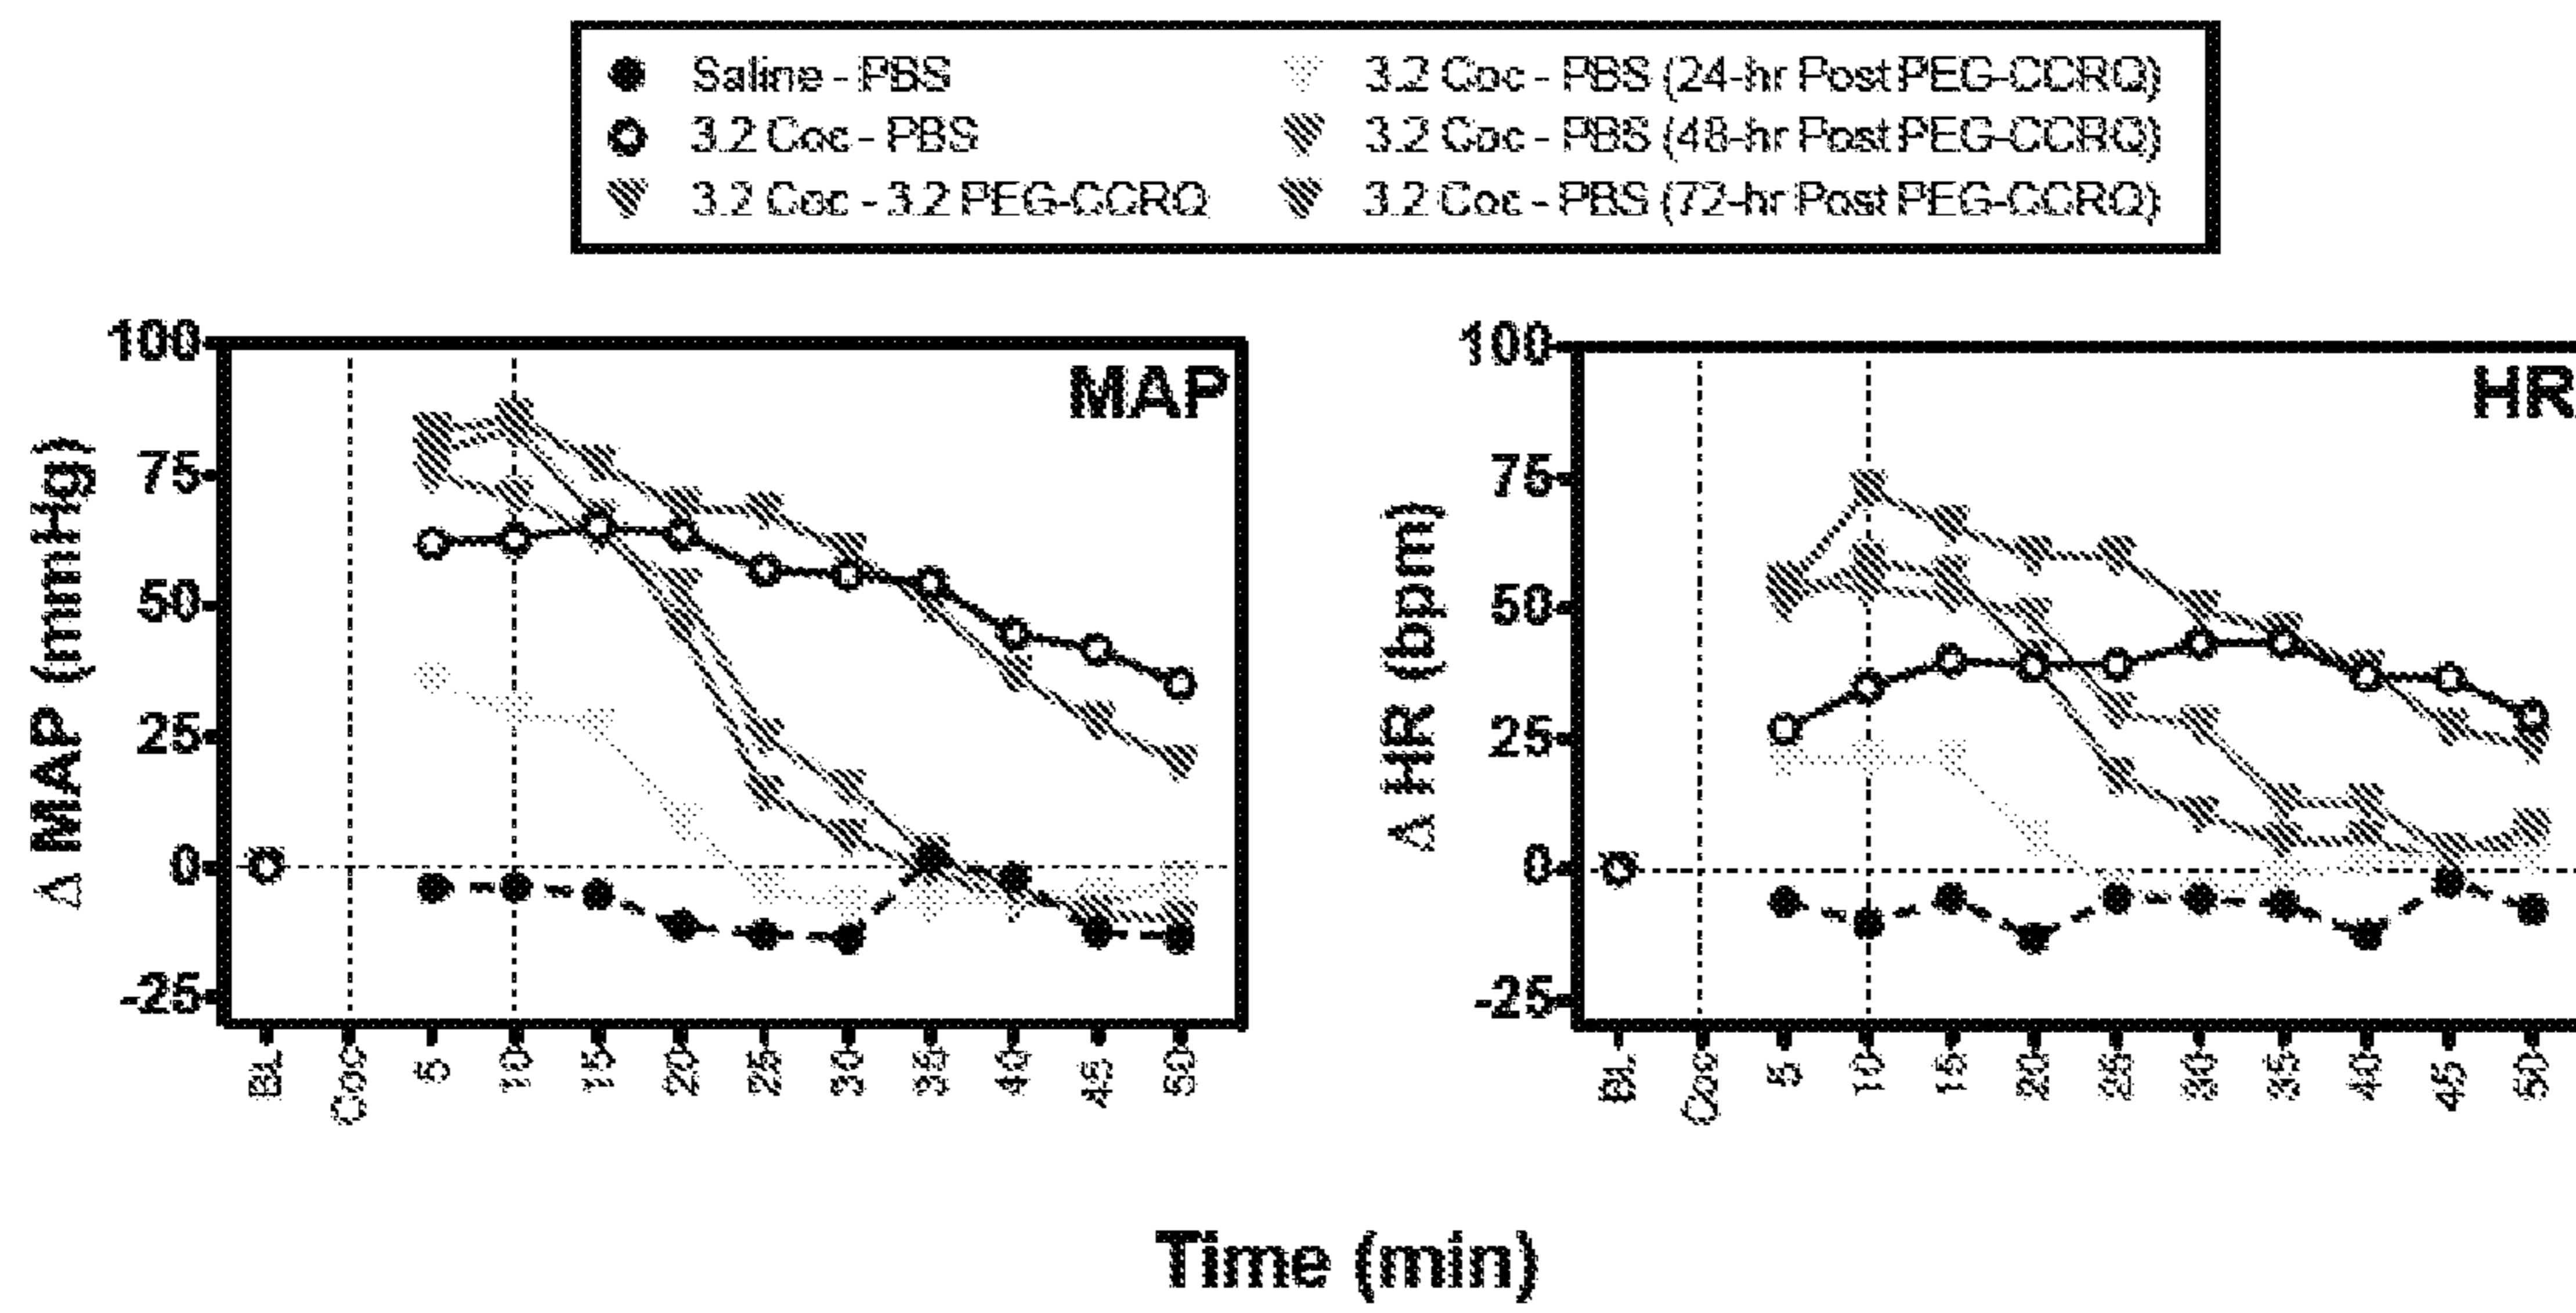 Saline - PBS
3.2 Coc - PBS
3.2 Coc - 3.2 PEG-CCRQ
3.2 Coc - PBS (24-hr Post PEG-CCRQ)
3.2 Coc - PBS (48-hr Post PEG-CCRQ)
3.2 Coc - PBS (72-hr Post PEG-CCRQ)
MAP
Δ MAP (mmHg)
100
75
50
25
0
-25
BL Coc 5 10 15 20 25 30 35 40 45 50
HR
Δ HR (bpm)
100
75
50
25
0
-25
BL Coc 5 10 15 20 25 30 35 40 45 50
Time (min)